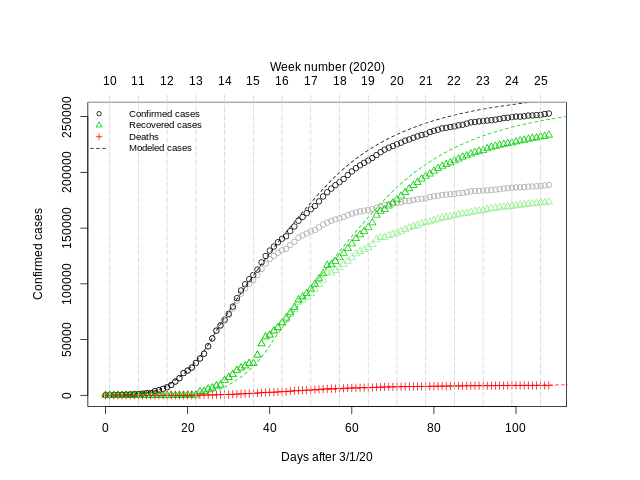 Week number (2020)
10 11 12 13 14 15 16 17 18 19 20 21 22 23 24 25
Confirmed cases
Recovered cases
Deaths
Modeled cases
Confirmed cases
250000
200000
150000
100000
50000
0
0 20 40 60 80 100
Days after 3/1/20